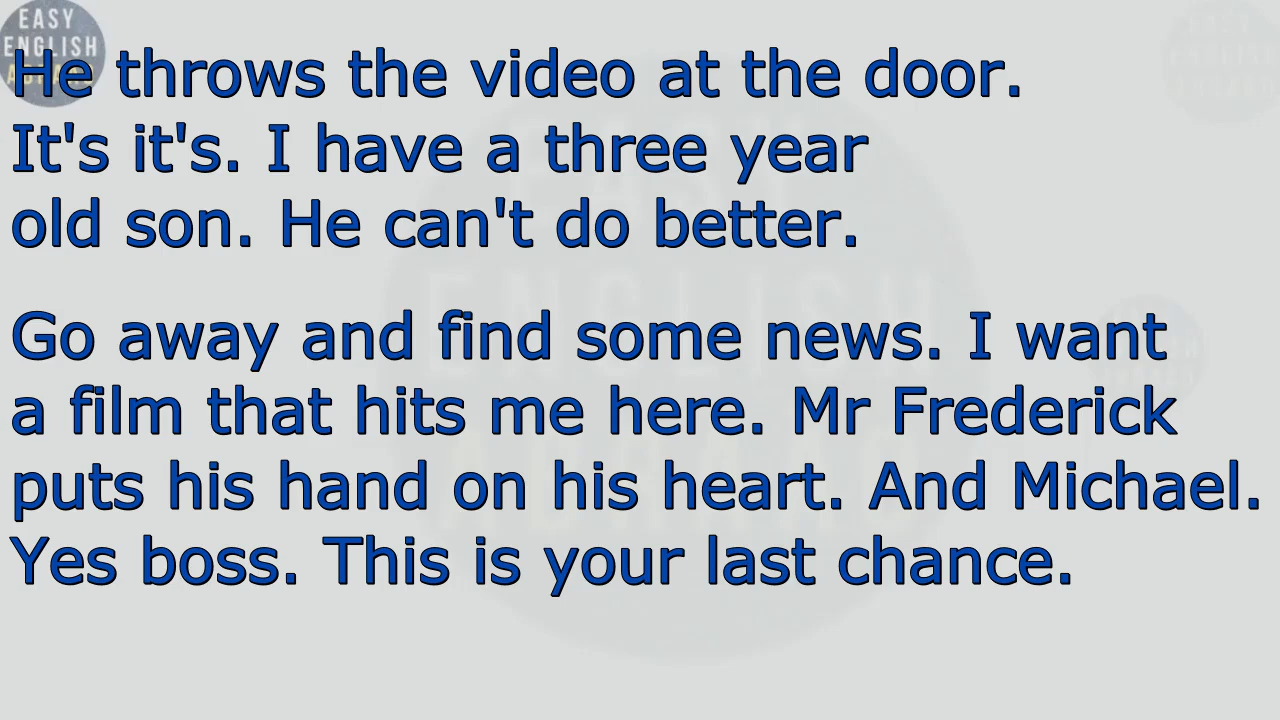 EASY
ENGLISH
He throws the video at the door.
It's it's. I have a three year
old son. He can't do better.
Go away and find some news. I want
a film that hits me here. Mr Frederick
puts his hand on his heart. And Michael.
Yes boss. This is your last chance.